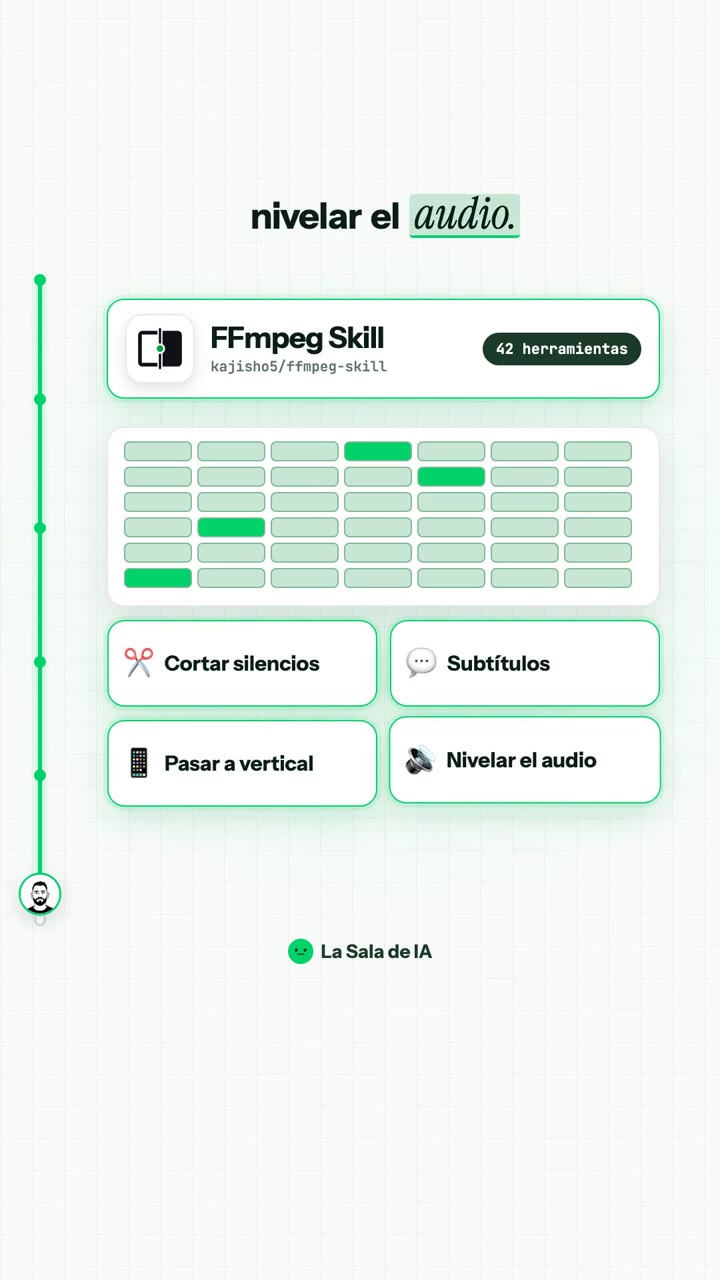 nivelar el audio.
FFmpeg Skill
kajisho5/ffmpeg-skill
42 herramientas
Cortar silencios
Subtítulos
Pasar a vertical
Nivelar el audio
La Sala de IA